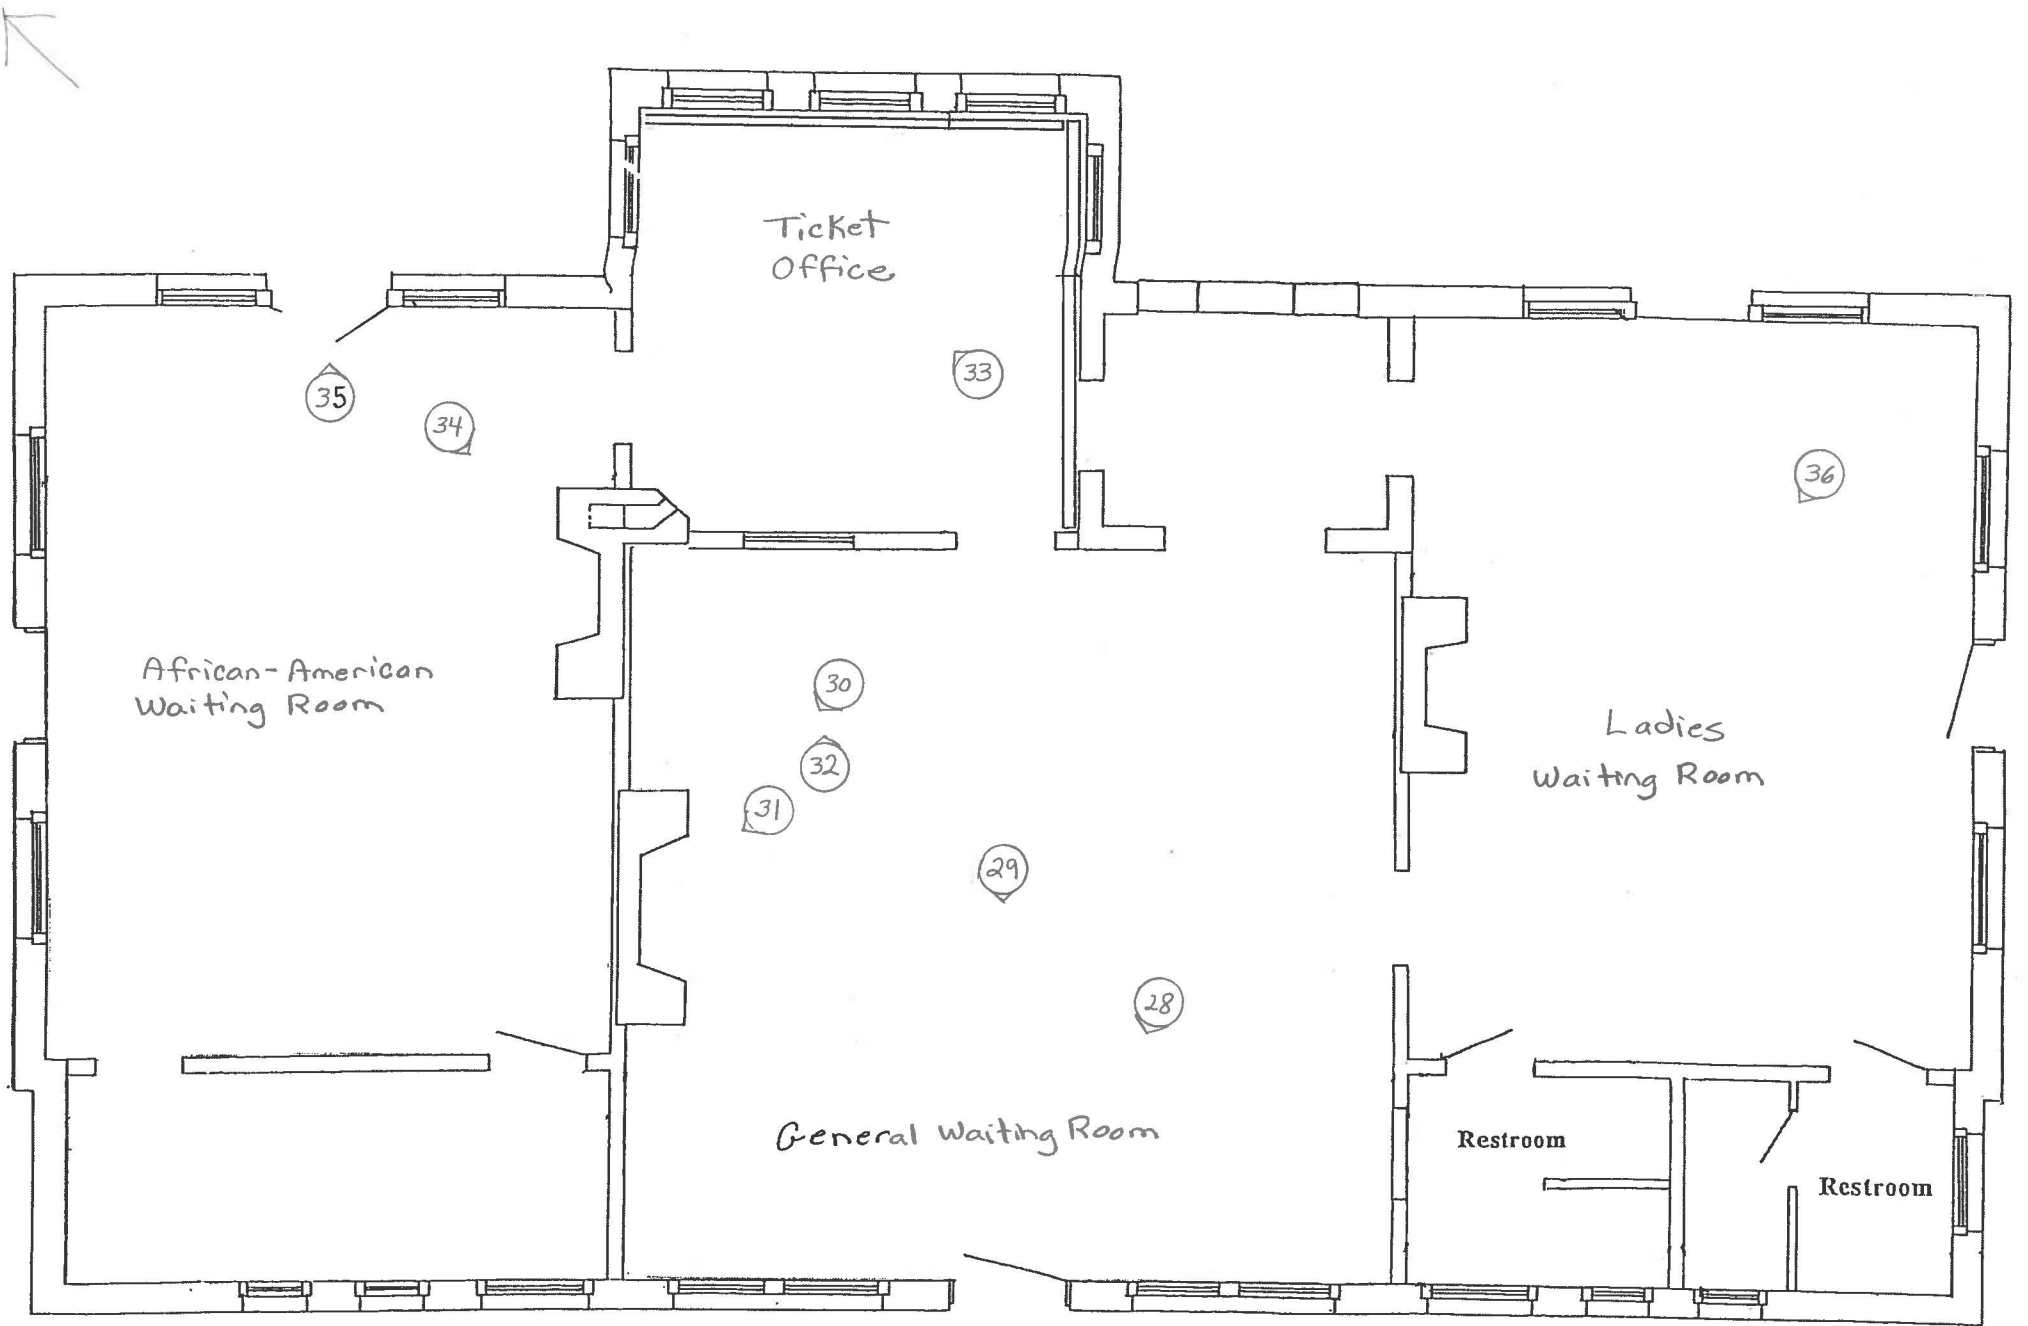 Ticket
Office
33
35
34
36
African-American
Waiting Room
30
32
31
29
28
Ladies
Waiting Room
General Waiting Room
Restroom
Restroom